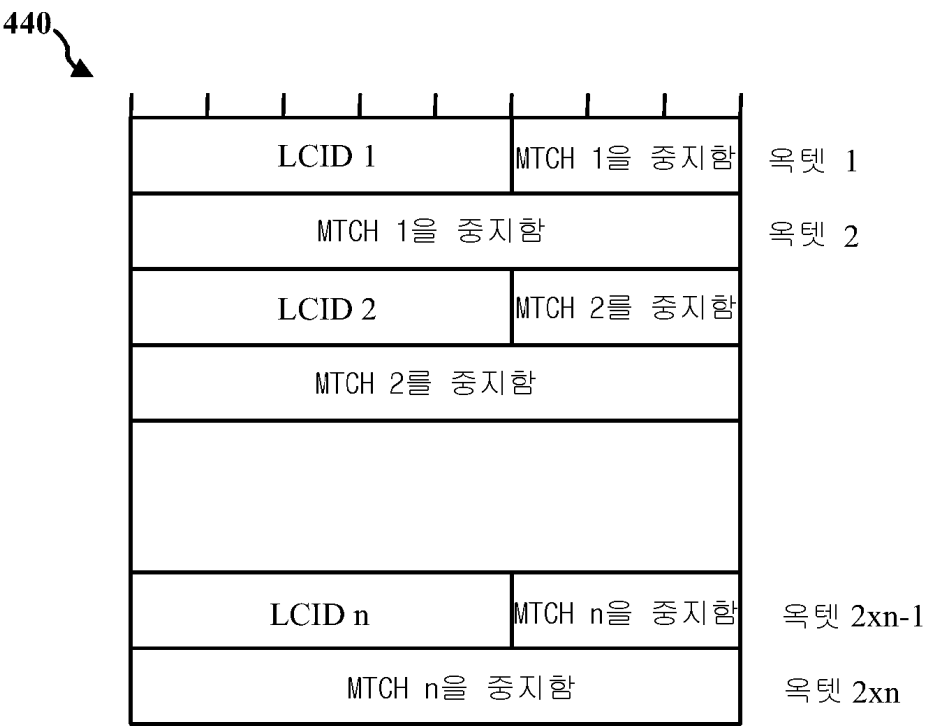 440
LCID 1 MTCH 1을 중지함 옥텟 1
MTCH 1을 중지함 옥텟 2
LCID 2 MTCH 2를 중지함
MTCH 2를 중지함
LCID n MTCH n을 중지함 옥텟 2xn-1
MTCH n을 중지함 옥텟 2xn